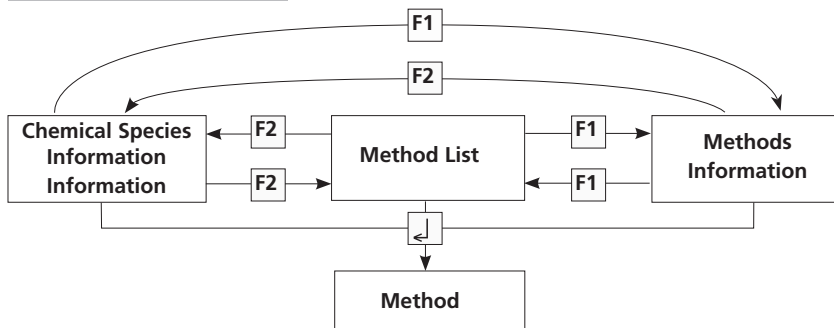 F1
F2
Chemical Species
Information
Information
F2
F2
Method List
F1
F1
Methods
Information
Method